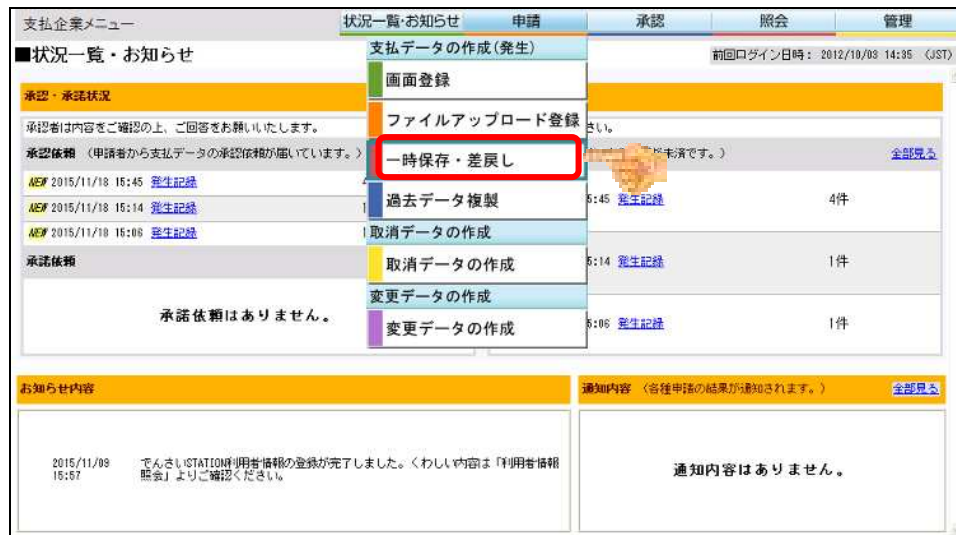 支払企業メニュー
状況一覧・お知らせ 申請 承認 照会 管理
■状況一覧・お知らせ
前回ログイン日時: 2012/10/03 14:35 (JST)
支払データの作成(発生)
画面登録
ファイルアップロード登録
一時保存・差戻し
過去データ複製
取消データの作成
取消データの作成
変更データの作成
変更データの作成
承認・承諾状況
承認者は内容をご確認の上、ご回答をお願いいたします。
さい。
承認依頼 (申請者から支払データの承認依頼が届いています。)
未済です。)
全部見る
NEW 2015/11/18 15:45 発生記録
NEW 2015/11/18 15:14 発生記録
NEW 2015/11/18 15:06 発生記録
5:45 発生記録 4件
5:14 発生記録 1件
5:06 発生記録 1件
承諾依頼
承諾依頼はありません。
お知らせ内容
2015/11/09 でんさいSTATION利用者情報の登録が完了しました。くわしい内容は「利用者情報
15:57 照会」よりご確認ください。
通知内容 (各種申請の結果が通知されます。) 全部見る
通知内容はありません。